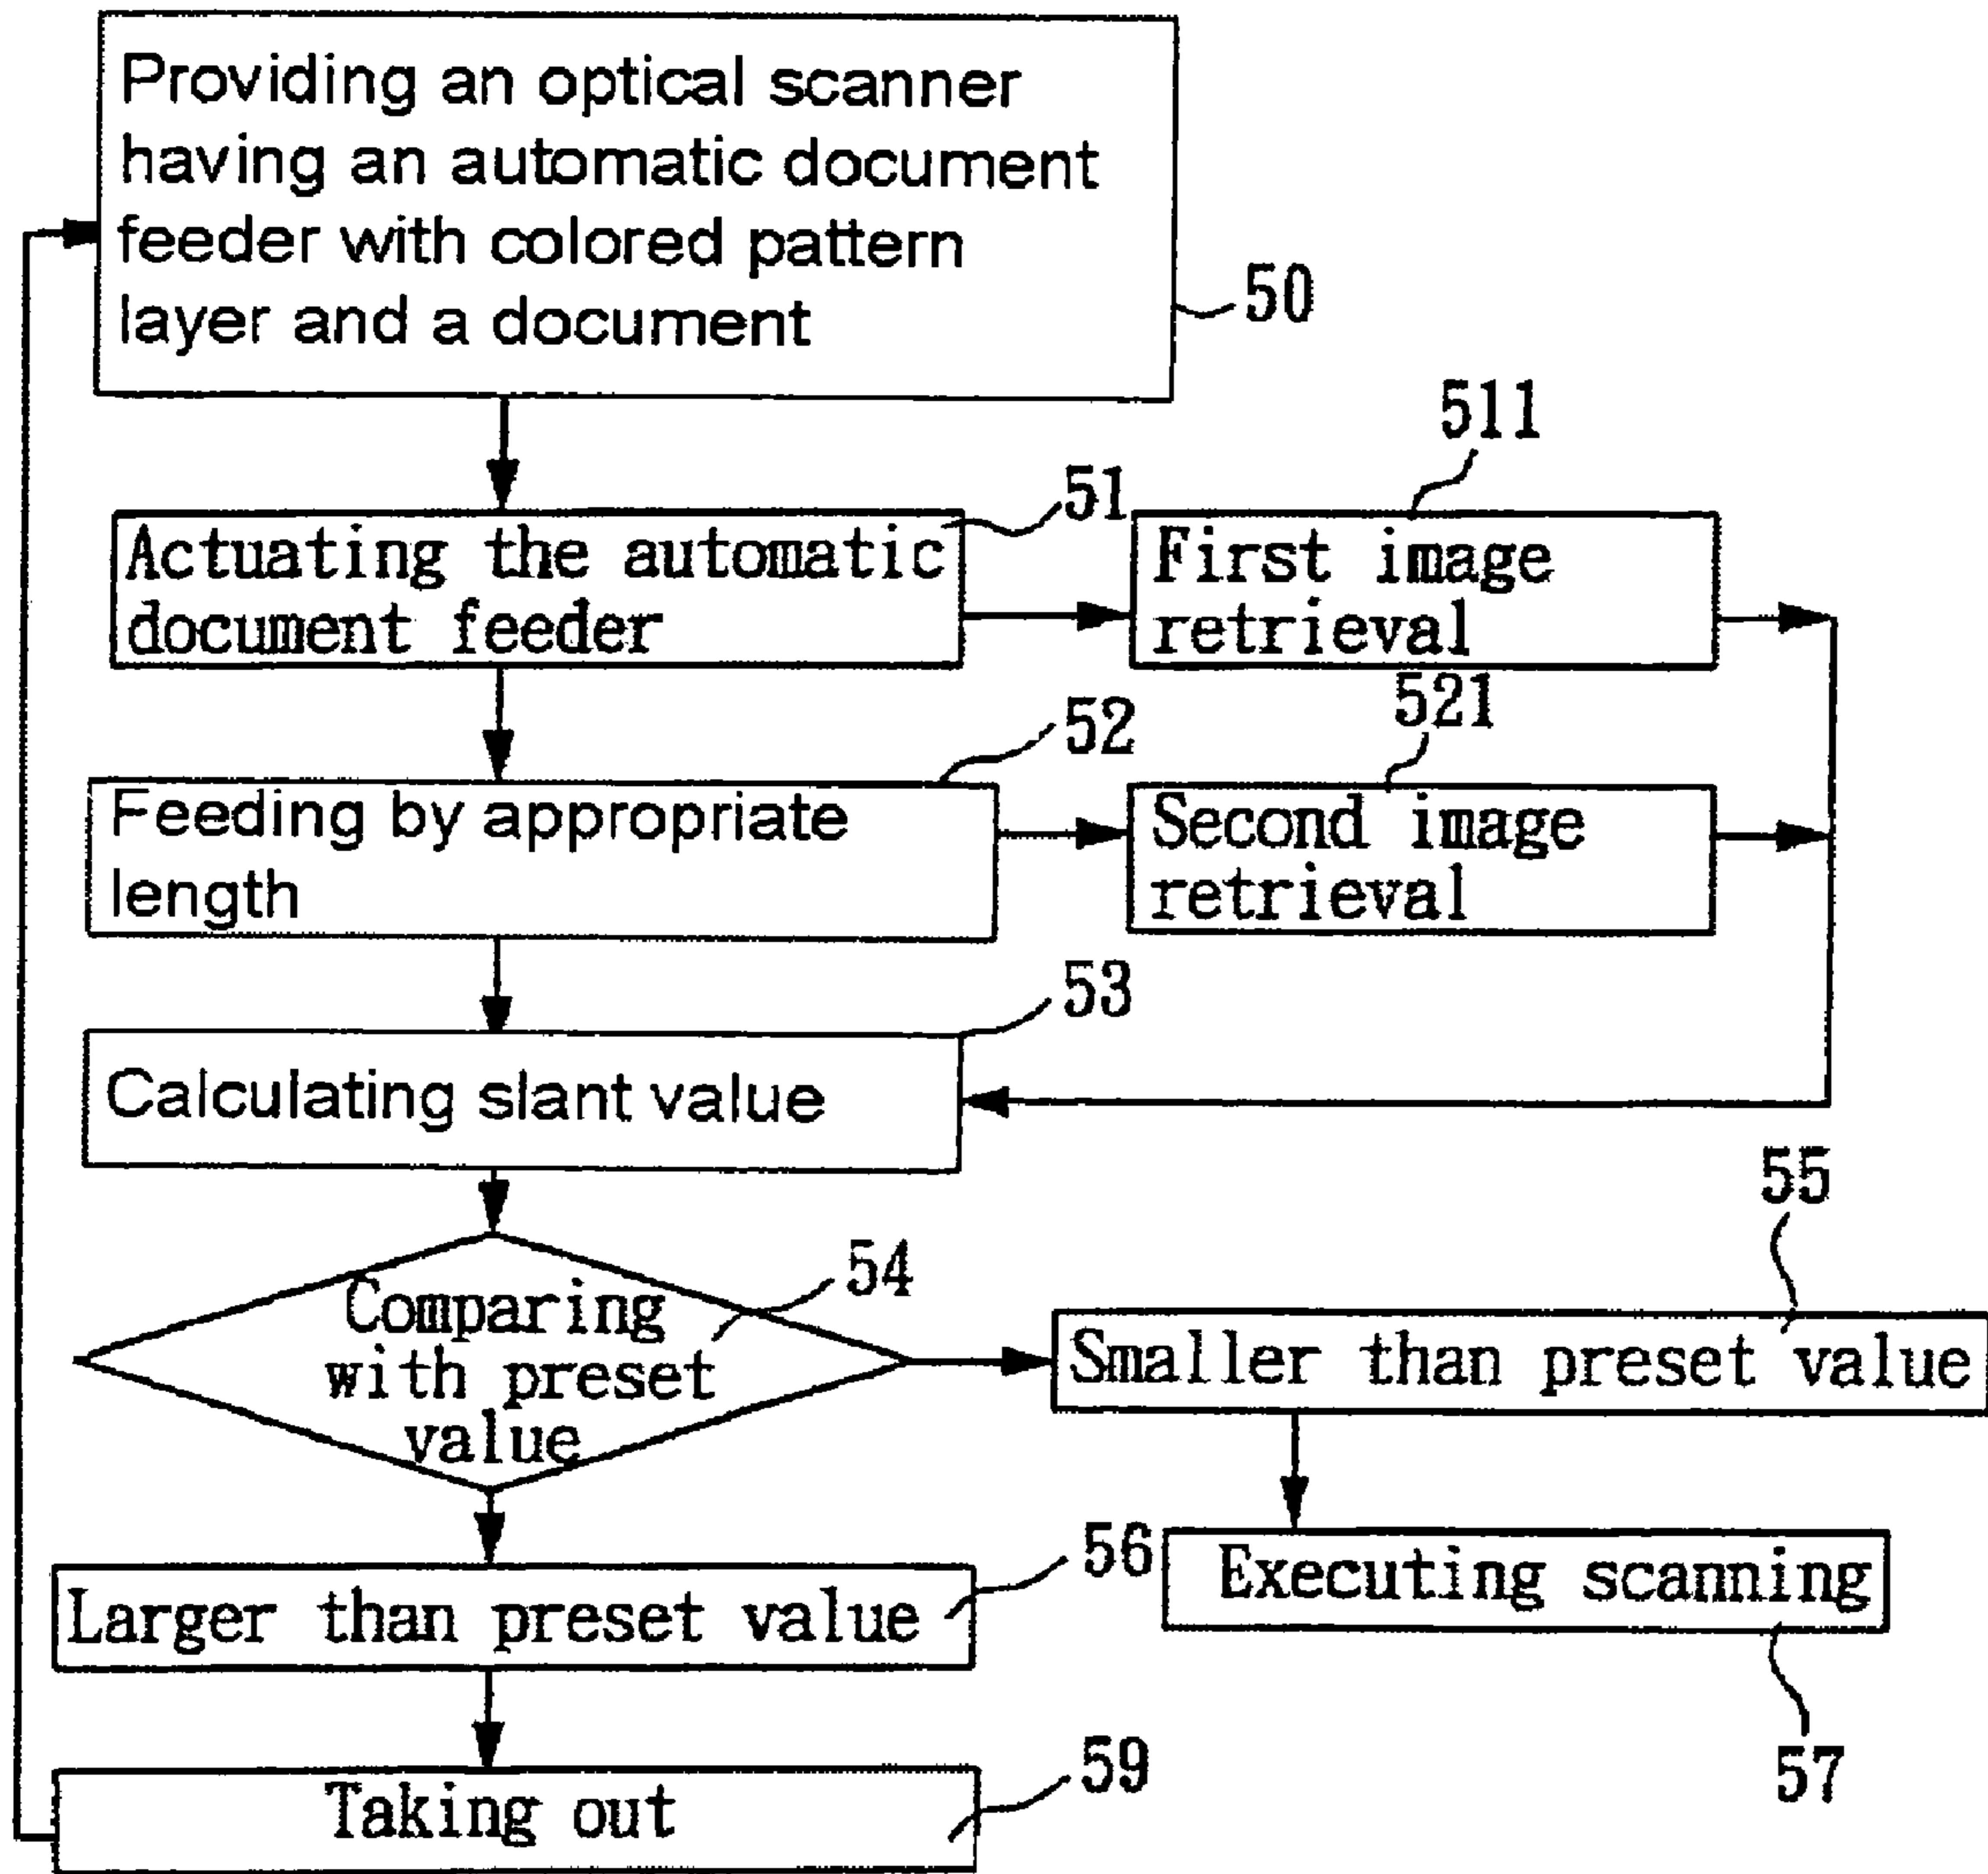 Providing an optical scanner
having an automatic document
feeder with colored pattern
layer and a document
50
511
51
Actuating the automatic
document feeder
First image
retrieval
521
52
Feeding by appropriate
length
Second image
retrieval
53
Calculating slant value
55
54
Comparing
with preset
value
Smaller than preset value
56
Larger than preset value
Executing scanning
57
59
Taking out